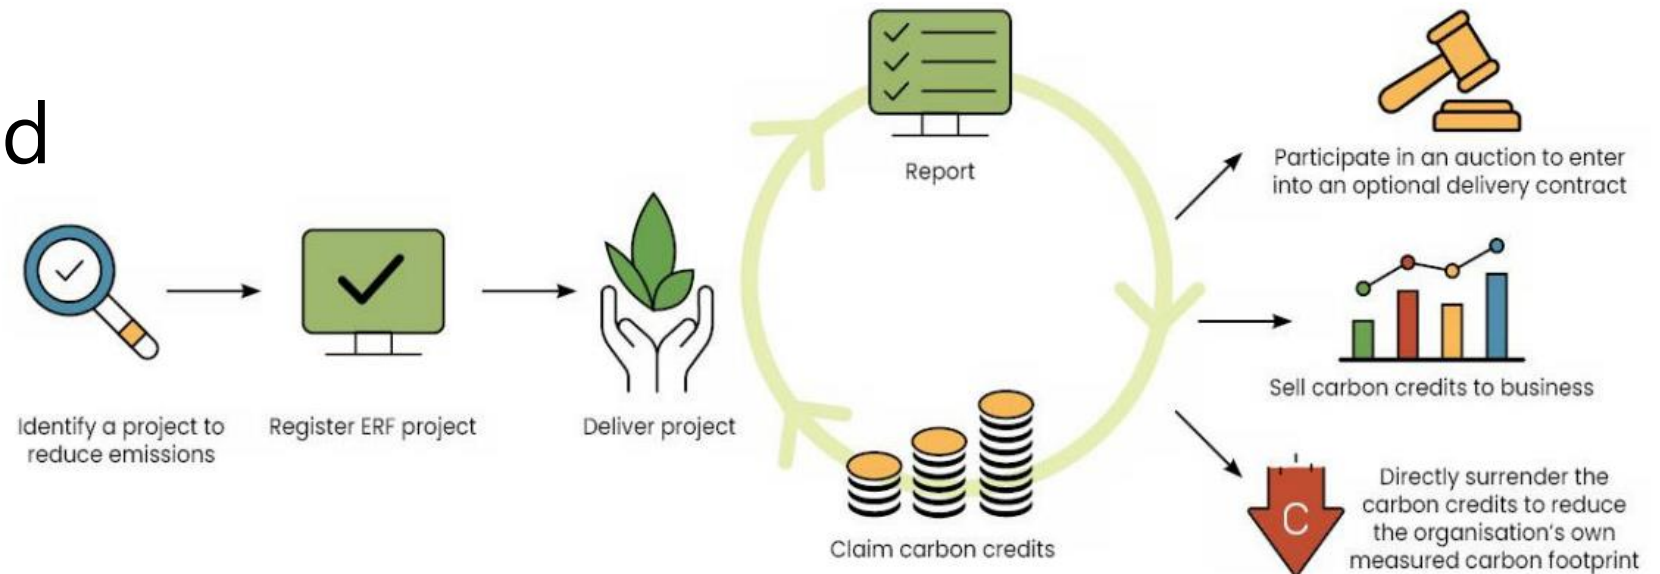 d
Identify a project to
reduce emissions
Register ERF project
Deliver project
Report
Claim carbon credits
Participate in an auction to enter
into an optional delivery contract
Sell carbon credits to business
C
Directly surrender the
carbon credits to reduce
the organisation's own
measured carbon footprint